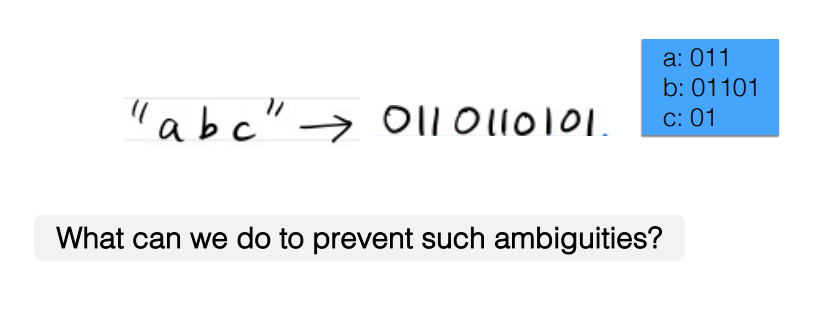 "abc" → 0110110101.
a: 011
b: 01101
c: 01
What can we do to prevent such ambiguities?